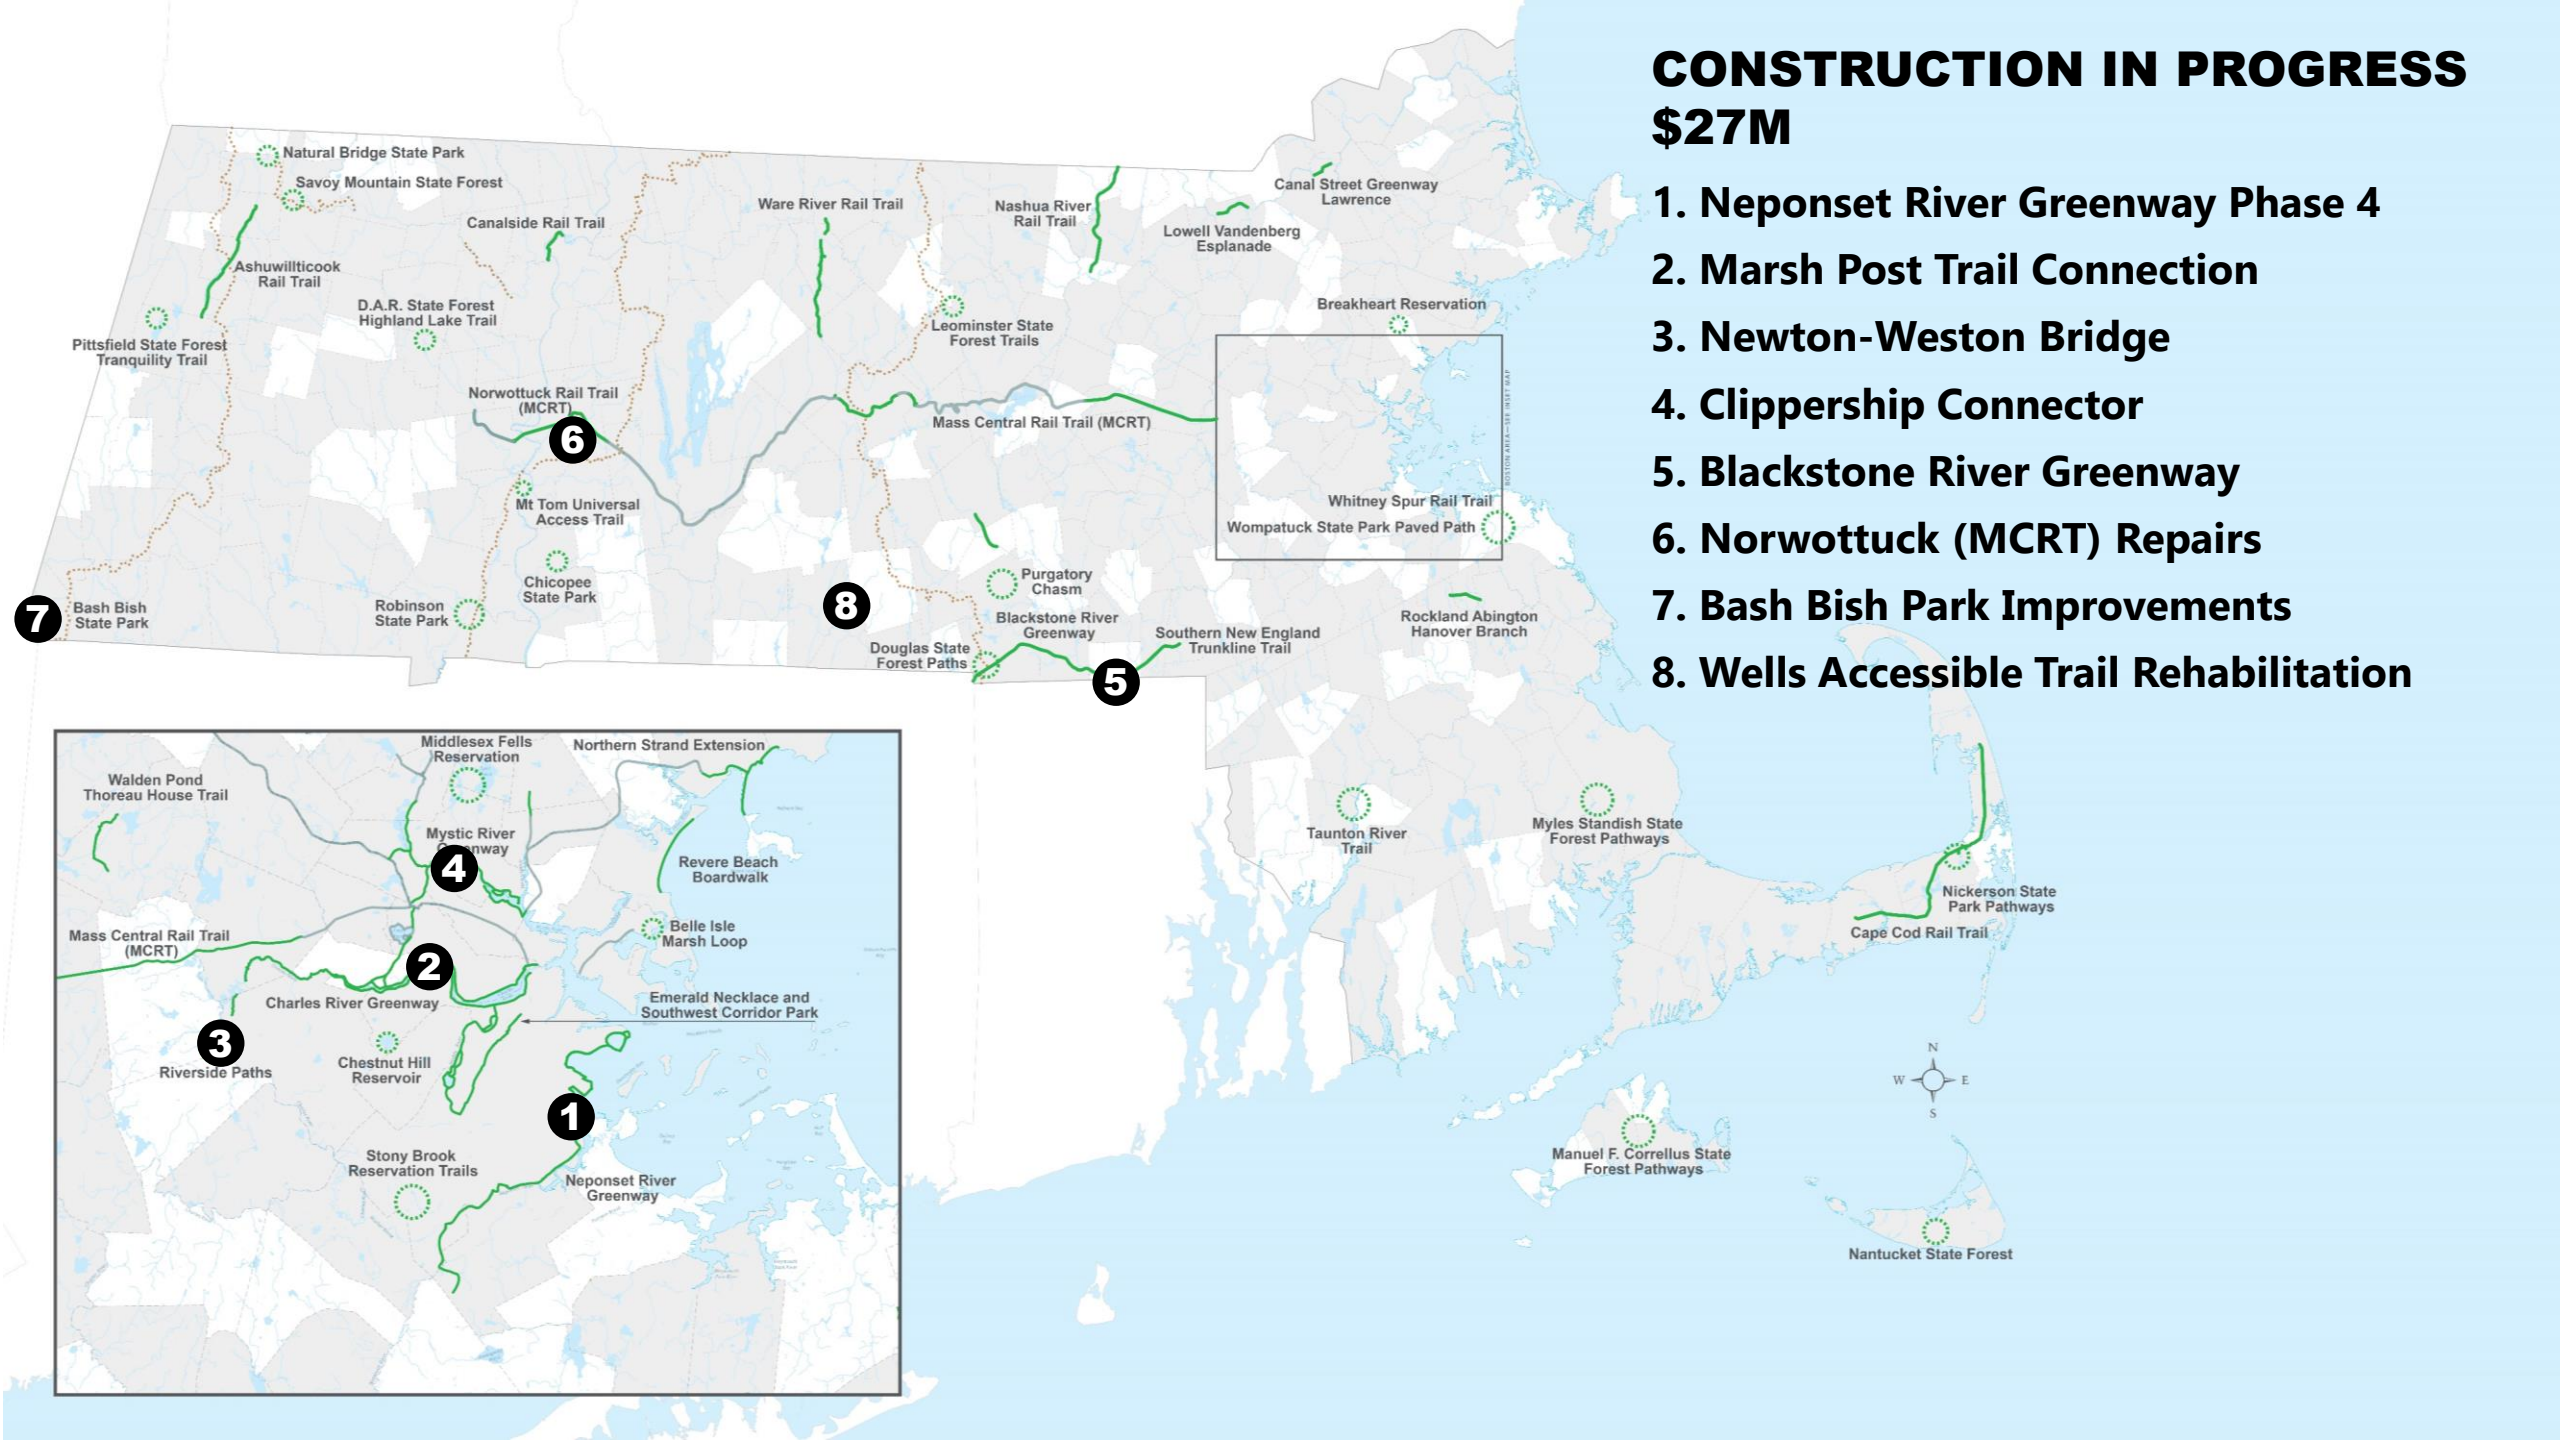 CONSTRUCTION IN PROGRESS
$27M
1. Neponset River Greenway Phase 4
2. Marsh Post Trail Connection
3. Newton-Weston Bridge
4. Clippership Connector
5. Blackstone River Greenway
6. Norwottuck (MCRT) Repairs
7. Bash Bish Park Improvements
8. Wells Accessible Trail Rehabilitation
Natural Bridge State Park
Savoy Mountain State Forest
Canalside Rail Trail
Ware River Rail Trail
Nashua River
Rail Trail
Canal Street Greenway
Lawrence
Lowell Vandenberg
Esplanade
Ashuwillticook
Rail Trail
D.A.R. State Forest
Highland Lake Trail
Pittsfield State Forest
Tranquility Trail
Leominster State
Forest Trails
Breakheart Reservation
Norwottuck Rail Trail
(MCRT)
6
Mass Central Rail Trail (MCRT)
BOSTON AREA—SEE INSET MAP
Mt Tom Universal
Access Trail
Whitney Spur Rail Trail
Wompatuck State Park Paved Path
Chicopee
State Park
Purgatory
Chasm
7
Bash Bish
State Park
Robinson
State Park
8
Blackstone River
Greenway
Southern New England
Trunkline Trail
Rockland Abington
Hanover Branch
Douglas State
Forest Paths
5
Middlesex Fells
Reservation
Northern Strand Extension
Walden Pond
Thoreau House Trail
Mystic River
4
Revere Beach
Boardwalk
Belle Isle
Marsh Loop
Mass Central Rail Trail
(MCRT)
2
Charles River Greenway
Emerald Necklace and
Southwest Corridor Park
3
Riverside Paths
Chestnut Hill
Reservoir
1
Stony Brook
Reservation Trails
Neponset River
Greenway
Taunton River
Trail
Myles Standish State
Forest Pathways
Nickerson State
Park Pathways
Cape Cod Rail Trail
N
W E
S
Manuel F. Correllus State
Forest Pathways
Nantucket State Forest